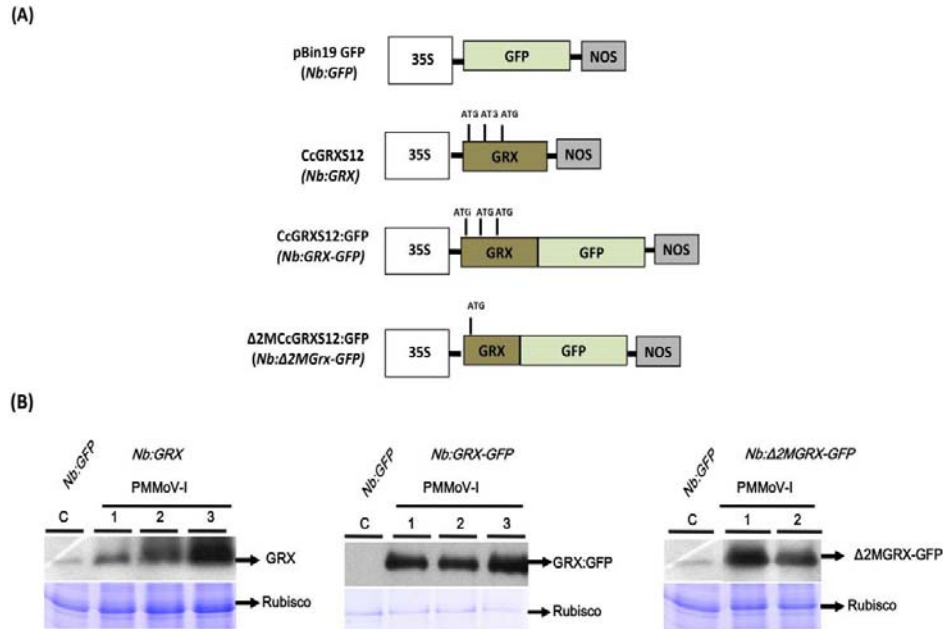 (A)
pBin19 GFP
(Nb:GFP)
35S
GFP
NOS
ATG ATG ATG
CcGRXS12
(Nb:GRX)
35S
GRX
NOS
ATG ATG ATG
CcGRXS12:GFP
(Nb:GRX-GFP)
35S
GRX
GFP
NOS
ATG
Δ2MCcGRXS12:GFP
(Nb:Δ2MGrx-GFP)
35S
GRX
GFP
NOS
(B)
Nb:GFP
Nb:GRX
PMMoV-I
C 1 2 3
GRX
Rubisco
Nb:GFP
Nb:GRX-GFP
PMMoV-I
C 1 2 3
GRX:GFP
Rubisco
Nb:GFP
Nb:Δ2MGRX-GFP
PMMoV-I
C 1 2
Δ2MGRX-GFP
Rubisco